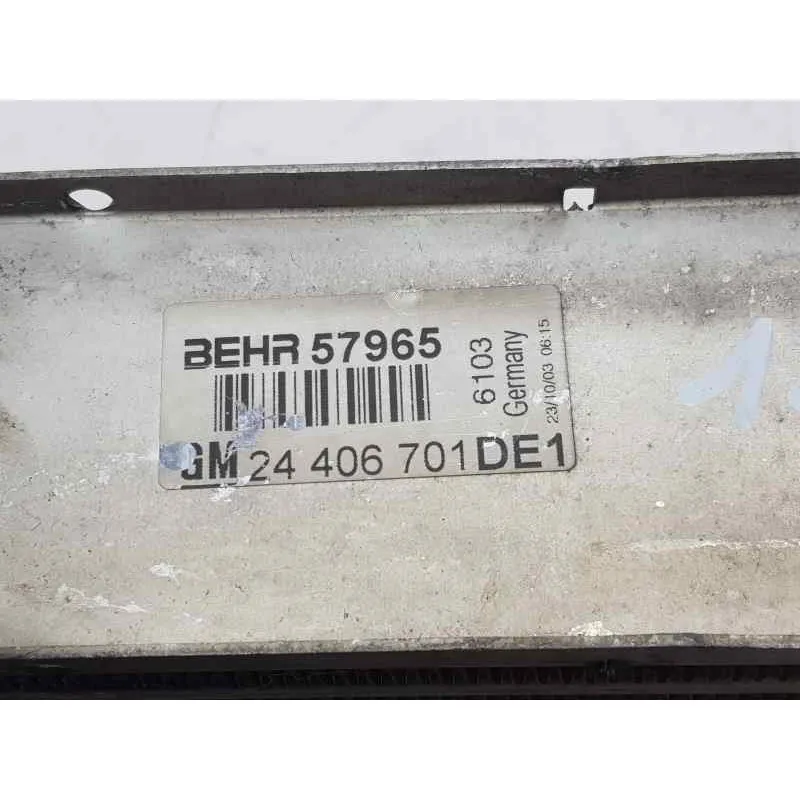 BEHR 57965
GM 24 406 701 DE1
6103
Germany
23/10/03 06:15